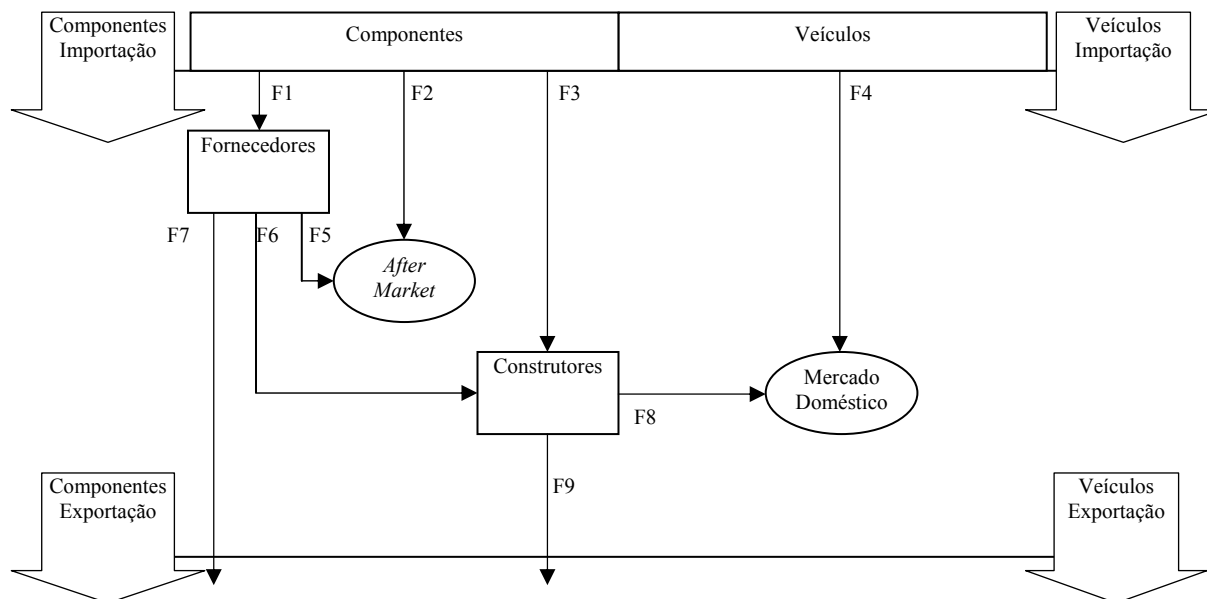 Componentes
Importação
Componentes
Veículos
Veículos
Importação
F1
F2
F3
F4
Fornecedores
F7
F6
F5
After
Market
Construtores
Mercado
Doméstico
F8
Componentes
Exportação
F9
Veículos
Exportação